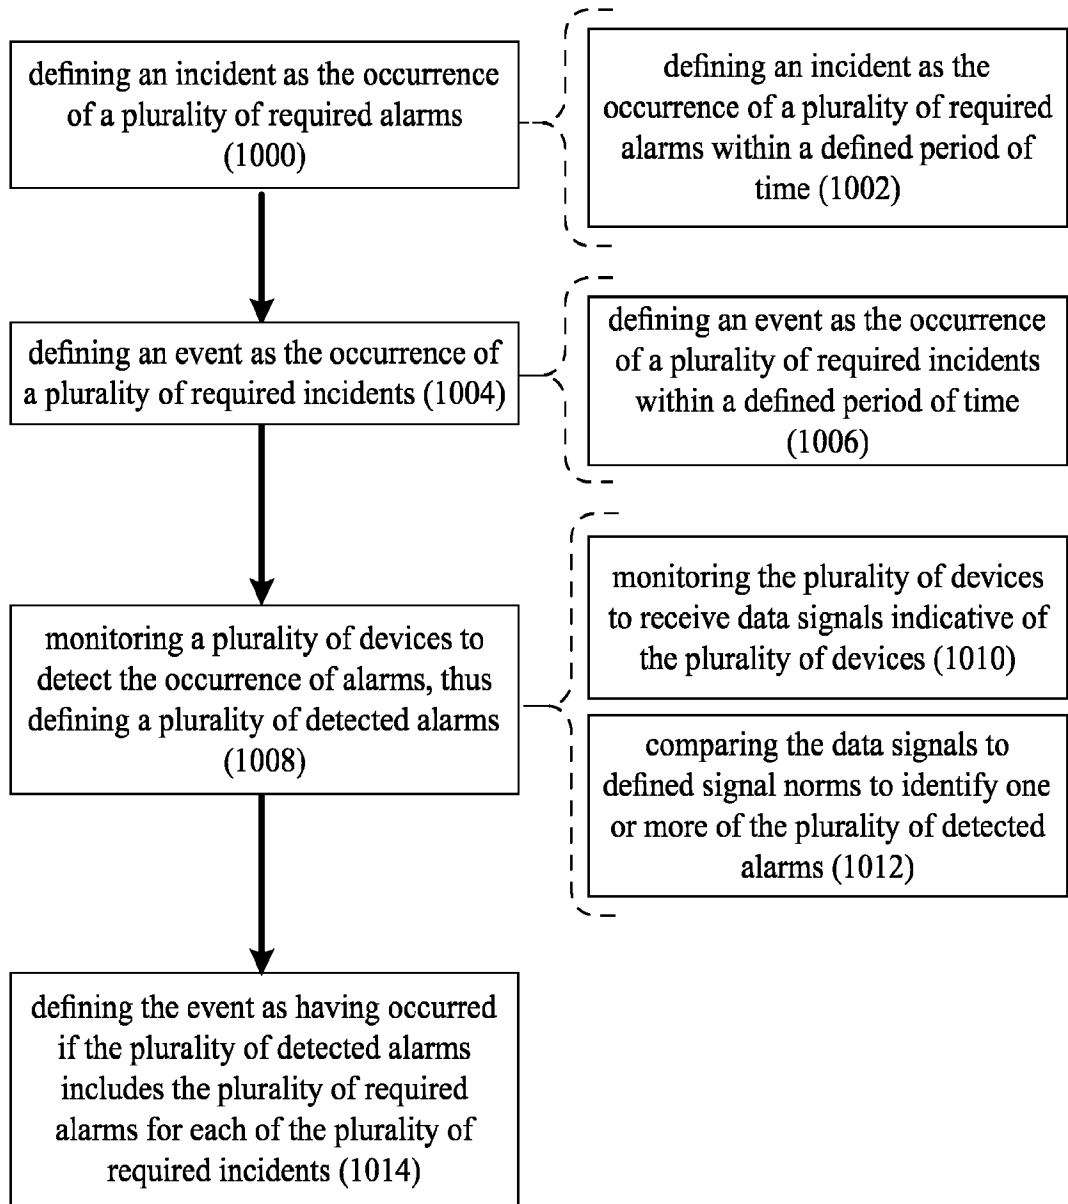 defining an incident as the occurrence
of a plurality of required alarms
(1000)
defining an incident as the
occurrence of a plurality of required
alarms within a defined period of
time (1002)
defining an event as the occurrence of
a plurality of required incidents (1004)
defining an event as the occurrence
of a plurality of required incidents
within a defined period of time
(1006)
monitoring a plurality of devices to
detect the occurrence of alarms, thus
defining a plurality of detected alarms
(1008)
monitoring the plurality of devices
to receive data signals indicative of
the plurality of devices (1010)
comparing the data signals to
defined signal norms to identify one
or more of the plurality of detected
alarms (1012)
defining the event as having occurred
if the plurality of detected alarms
includes the plurality of required
alarms for each of the plurality of
required incidents (1014)